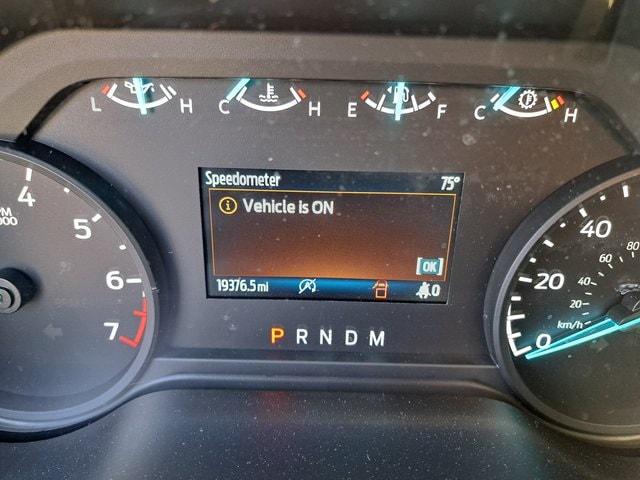 L H C H E F C H
Speedometer 75°
Vehicle is ON
OK
19376.5 mi 0
P R N D M
4
5
6
7
40
20
0
80
60
40
20
km/h